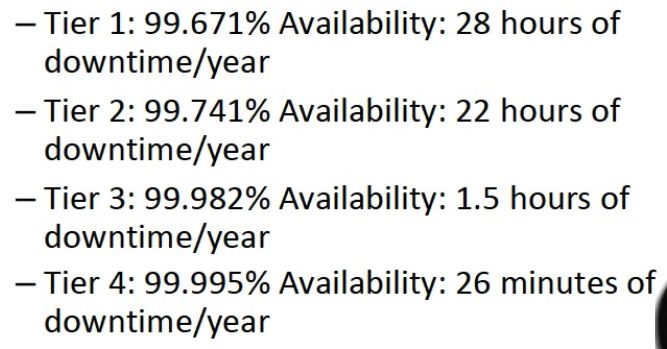 – Tier 1: 99.671% Availability: 28 hours of
downtime/year
– Tier 2: 99.741% Availability: 22 hours of
downtime/year
– Tier 3: 99.982% Availability: 1.5 hours of
downtime/year
– Tier 4: 99.995% Availability: 26 minutes of
downtime/year